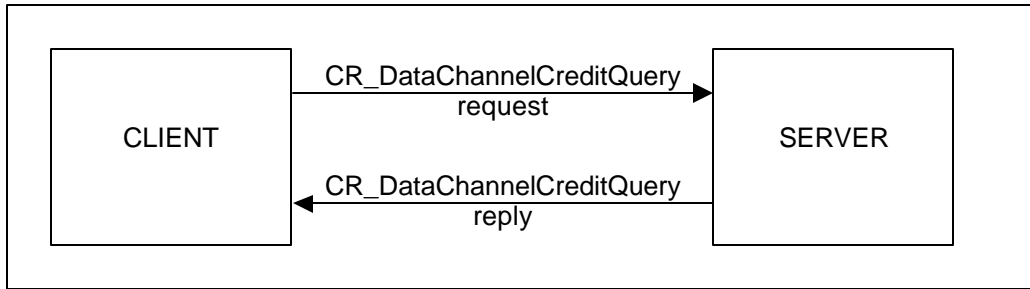 CR_DataChannelCreditQuery
request
CLIENT
SERVER
CR_DataChannelCreditQuery
reply